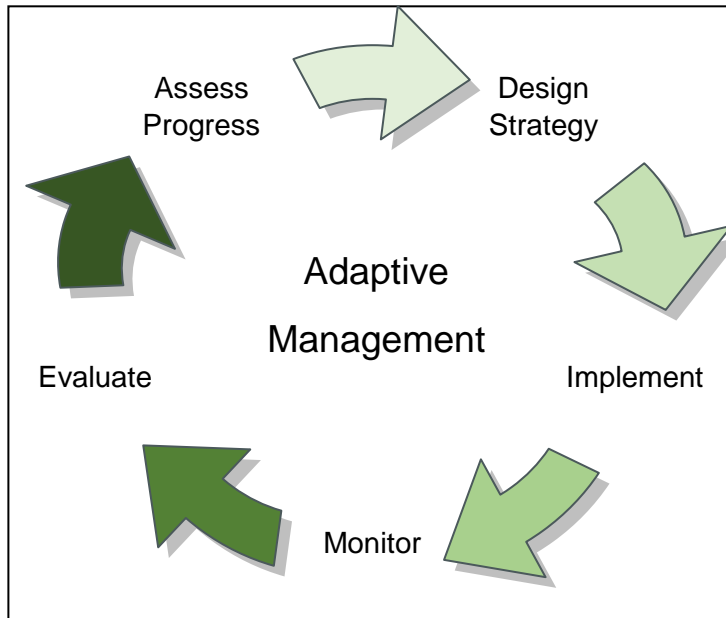 Assess
Progress
Design
Strategy
Adaptive
Management
Evaluate
Implement
Monitor